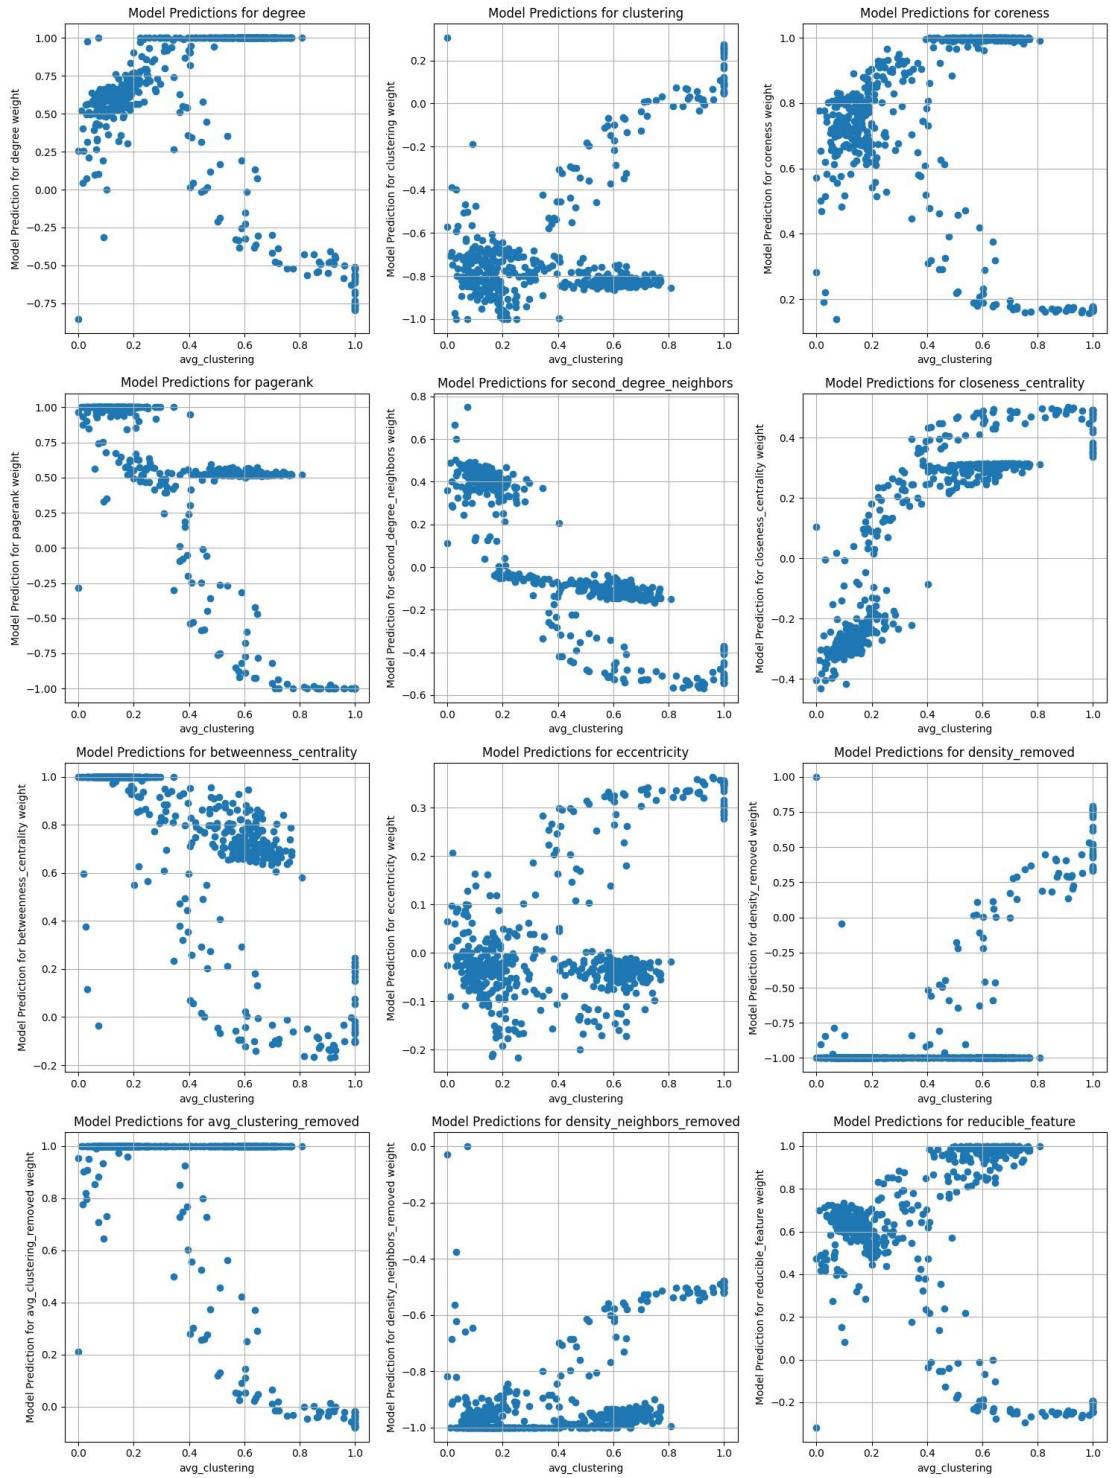 Model Predictions for degree
Model Prediction for degree weight
1.00
0.75
0.50
0.25
0.00
−0.25
−0.50
−0.75
0.0 0.2 0.4 0.6 0.8 1.0
avg_clustering
Model Predictions for clustering
Model Prediction for clustering weight
0.2
0.0
−0.2
−0.4
−0.6
−0.8
−1.0
0.0 0.2 0.4 0.6 0.8 1.0
avg_clustering
Model Predictions for coreness
Model Prediction for coreness weight
1.0
0.8
0.6
0.4
0.2
0.0 0.2 0.4 0.6 0.8 1.0
avg_clustering
Model Predictions for pagerank
Model Prediction for pagerank weight
1.00
0.75
0.50
0.25
0.00
−0.25
−0.50
−0.75
−1.00
0.0 0.2 0.4 0.6 0.8 1.0
avg_clustering
Model Predictions for second_degree_neighbors
Model Prediction for second_degree_neighbors weight
0.8
0.6
0.4
0.2
0.0
−0.2
−0.4
−0.6
0.0 0.2 0.4 0.6 0.8 1.0
avg_clustering
Model Predictions for closeness_centrality
Model Prediction for closeness_centrality weight
0.4
0.2
0.0
−0.2
−0.4
0.0 0.2 0.4 0.6 0.8 1.0
avg_clustering
Model Predictions for betweenness_centrality
Model Prediction for betweenness_centrality weight
1.0
0.8
0.6
0.4
0.2
0.0
−0.2
0.0 0.2 0.4 0.6 0.8 1.0
avg_clustering
Model Predictions for eccentricity
Model Prediction for eccentricity weight
0.3
0.2
0.1
0.0
−0.1
−0.2
0.0 0.2 0.4 0.6 0.8 1.0
avg_clustering
Model Predictions for density_removed
Model Prediction for density_removed weight
1.00
0.75
0.50
0.25
0.00
−0.25
−0.50
−0.75
−1.00
0.0 0.2 0.4 0.6 0.8 1.0
avg_clustering
Model Predictions for avg_clustering_removed
Model Prediction for avg_clustering_removed weight
1.0
0.8
0.6
0.4
0.2
0.0
0.0 0.2 0.4 0.6 0.8 1.0
avg_clustering
Model Predictions for density_neighbors_removed
Model Prediction for density_neighbors_removed weight
0.0
−0.2
−0.4
−0.6
−0.8
−1.0
0.0 0.2 0.4 0.6 0.8 1.0
avg_clustering
Model Predictions for reducible_feature
Model Prediction for reducible_feature weight
1.0
0.8
0.6
0.4
0.2
0.0
−0.2
0.0 0.2 0.4 0.6 0.8 1.0
avg_clustering